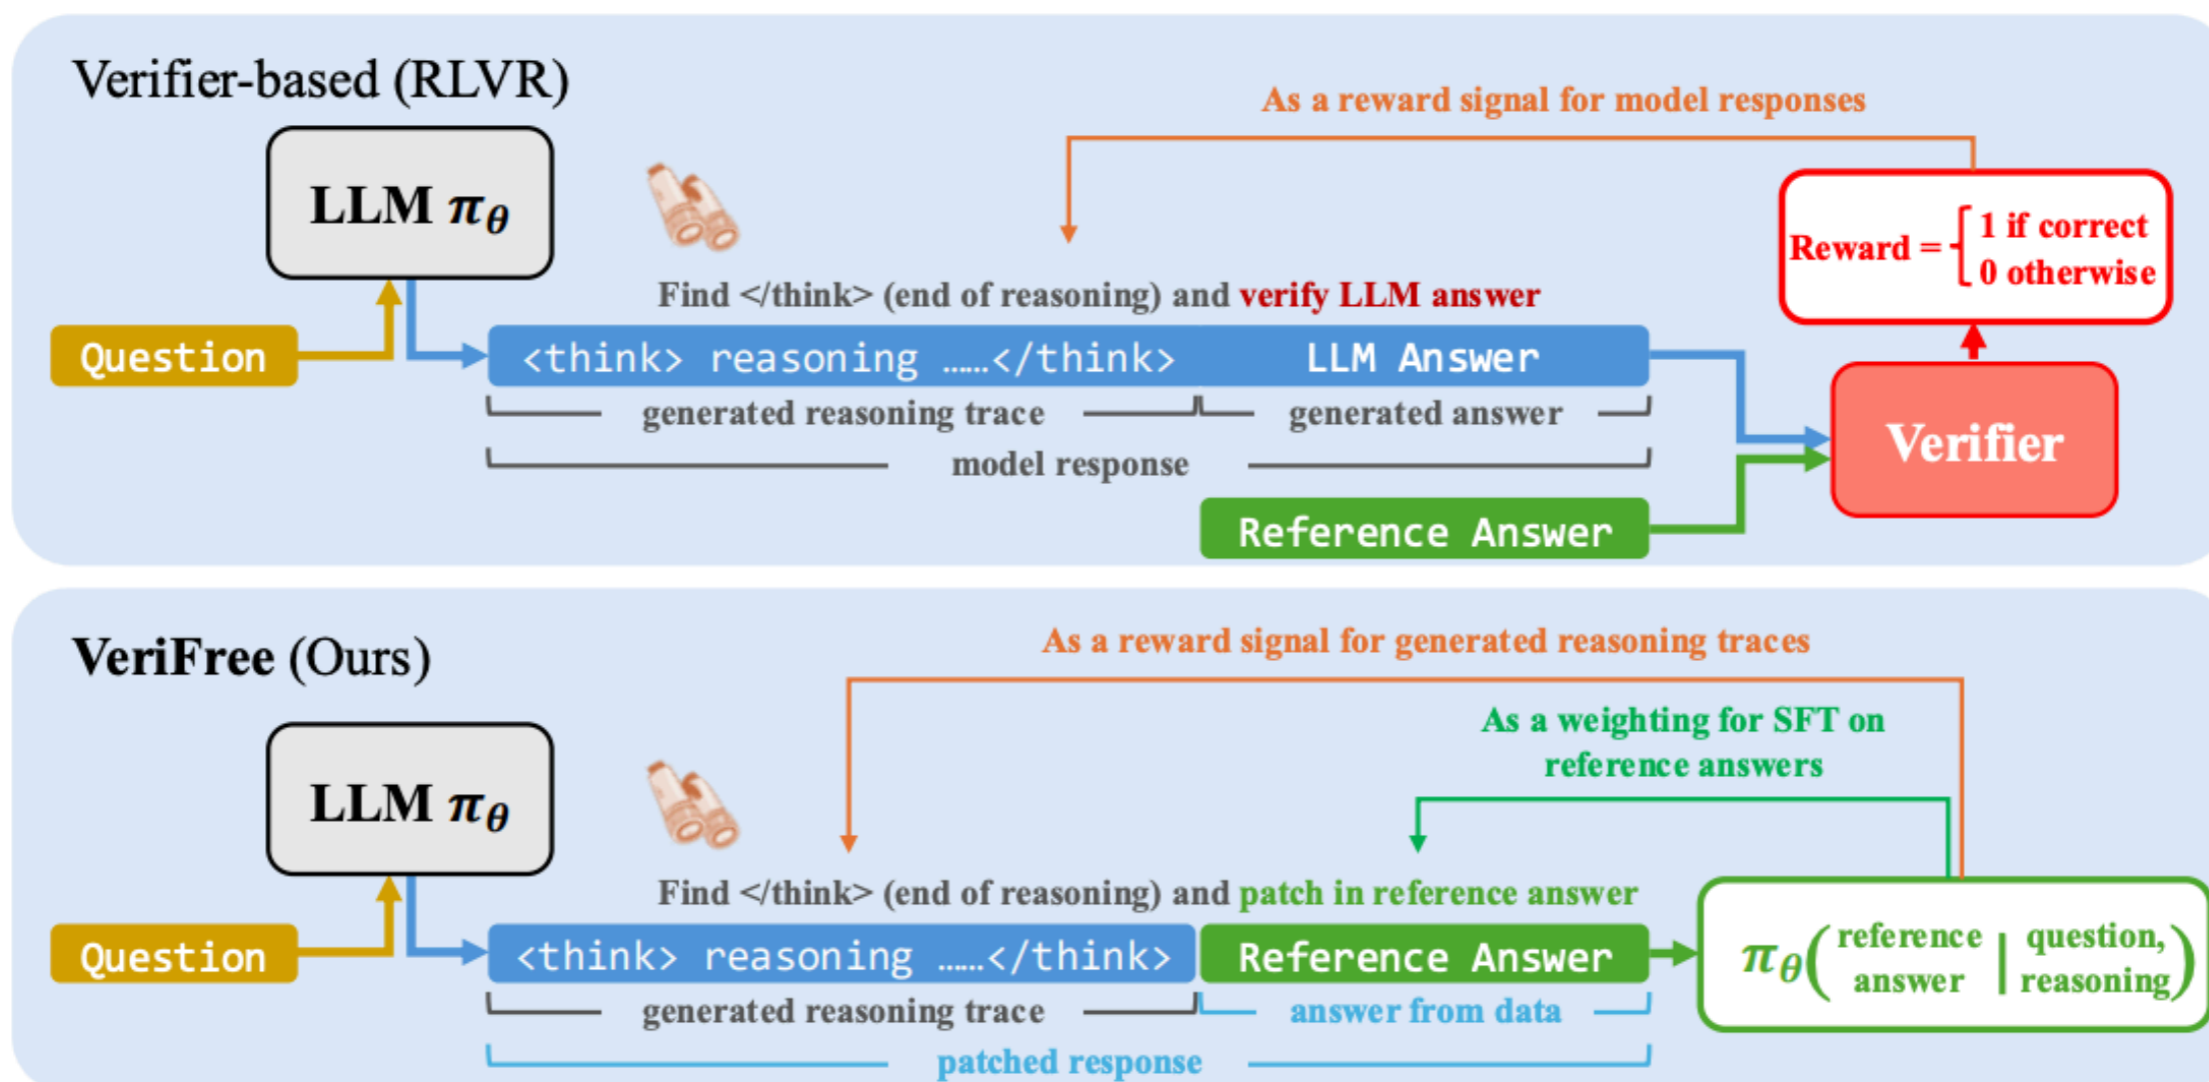 Verifier-based (RLVR)
As a reward signal for model responses
LLM πθ
Reward = { 1 if correct
0 otherwise
Find </think> (end of reasoning) and verify LLM answer
Question
<think> reasoning ……</think>
LLM Answer
generated reasoning trace
generated answer
Verifier
model response
Reference Answer
VeriFree (Ours)
As a reward signal for generated reasoning traces
As a weighting for SFT on
reference answers
LLM πθ
Find </think> (end of reasoning) and patch in reference answer
Question
<think> reasoning ……</think>
Reference Answer
πθ( reference answer | question, reasoning )
generated reasoning trace
answer from data
patched response